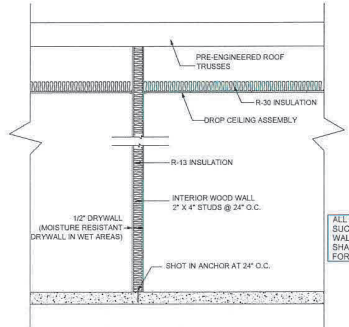 PRE-ENGINEERED ROOF
TRUSSES
R-30 INSULATION
DROP CEILING ASSEMBLY
R-13 INSULATION
INTERIOR WOOD WALL
2" X 4" STUDS @ 24" O.C.
1/2" DRYWALL
(MOISTURE RESISTANT
DRYWALL IN WET AREAS)
SHOT IN ANCHOR AT 24" O.C.
ALL
SUC
WAL
SHA
FOR